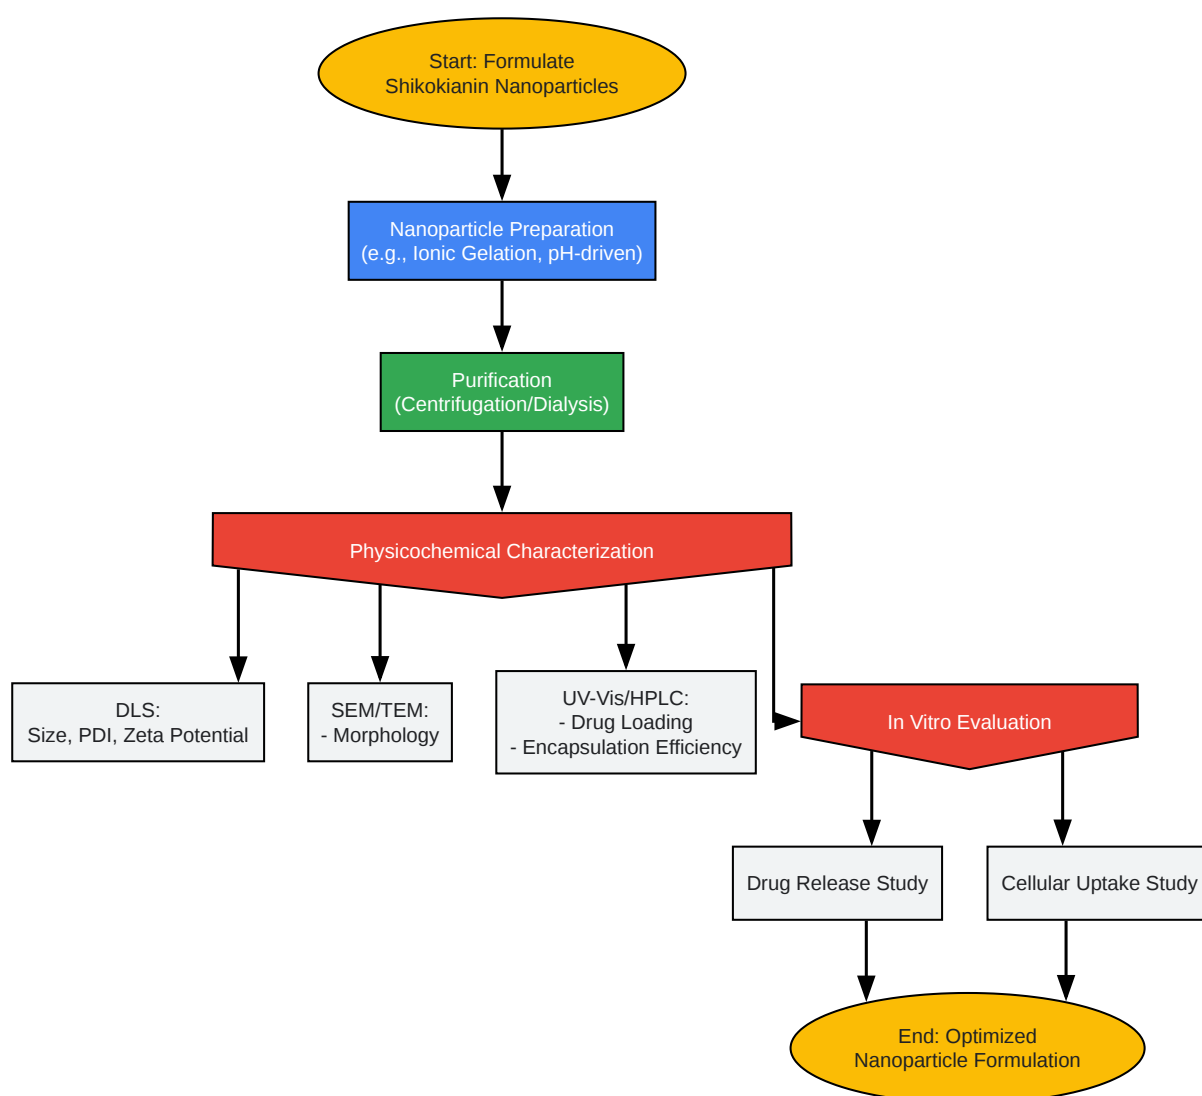 Start: Formulate
Shikokianin Nanoparticles
Nanoparticle Preparation
(e.g., Ionic Gelation, pH-driven)
Purification
(Centrifugation/Dialysis)
Physicochemical Characterization
DLS:
Size, PDI, Zeta Potential
SEM/TEM:
- Morphology
UV-Vis/HPLC:
- Drug Loading
- Encapsulation Efficiency
In Vitro Evaluation
Drug Release Study
Cellular Uptake Study
End: Optimized
Nanoparticle Formulation